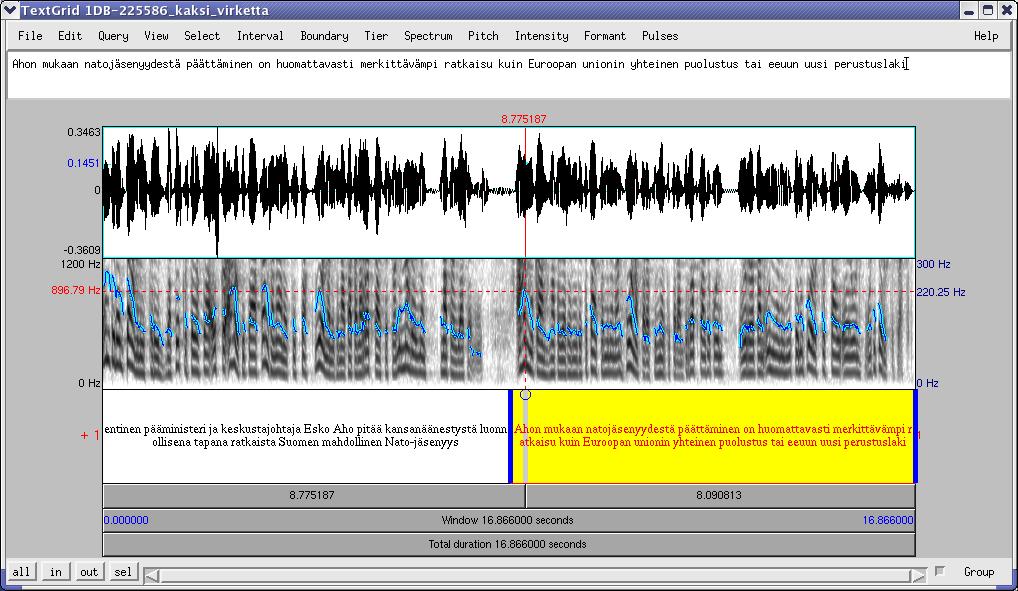 TextGrid 1DB-225586_kaksi_virketta
File Edit Query View Select Interval Boundary Tier Spectrum Pitch Intensity Formant Pulses Help
Ahon mukaan natojäsenyydestä päättäminen on huomattavasti merkittävämpi ratkaisu kuin Euroopan unionin yhteinen puolustus tai eeuun uusi perustuslaki
8.775187
0.3463
0.1451
0
-0.3609
1200 Hz 300 Hz
896.79 Hz 220.25 Hz
0 Hz 0 Hz
entinen pääministeri ja keskustajohtaja Esko Aho pitää kansanäänestystä luonn
ollisena tapana ratkaista Suomen mahdollinen Nato-jäsenyys
Ahon mukaan natojäsenyydestä päättäminen on huomattavasti merkittävämpi r
atkaisu kuin Euroopan unionin yhteinen puolustus tai eeuun uusi perustuslaki
+ 1 1
8.775187 8.090813
0.000000 Window 16.866000 seconds 16.866000
Total duration 16.866000 seconds
all in out sel Group